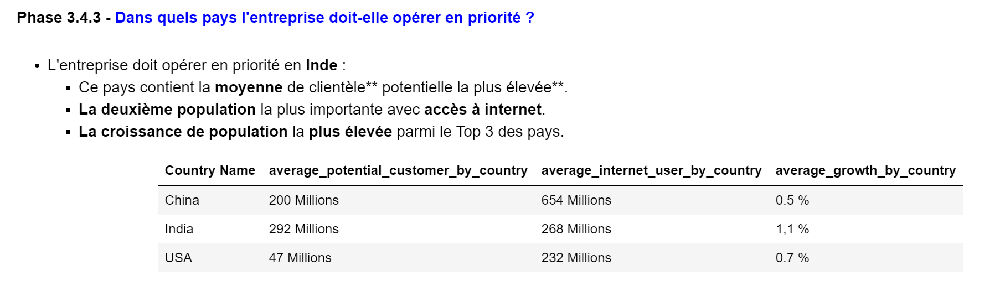 Phase 3.4.3 - Dans quels pays l'entreprise doit-elle opérer en priorité ?
L'entreprise doit opérer en priorité en Inde :
Ce pays contient la moyenne de clientèle** potentielle la plus élevée**.
La deuxième population la plus importante avec accès à internet.
La croissance de population la plus élevée parmi le Top 3 des pays.
Country Name average_potential_customer_by_country average_internet_user_by_country average_growth_by_country
China 200 Millions 654 Millions 0.5 %
India 292 Millions 268 Millions 1,1 %
USA 47 Millions 232 Millions 0.7 %